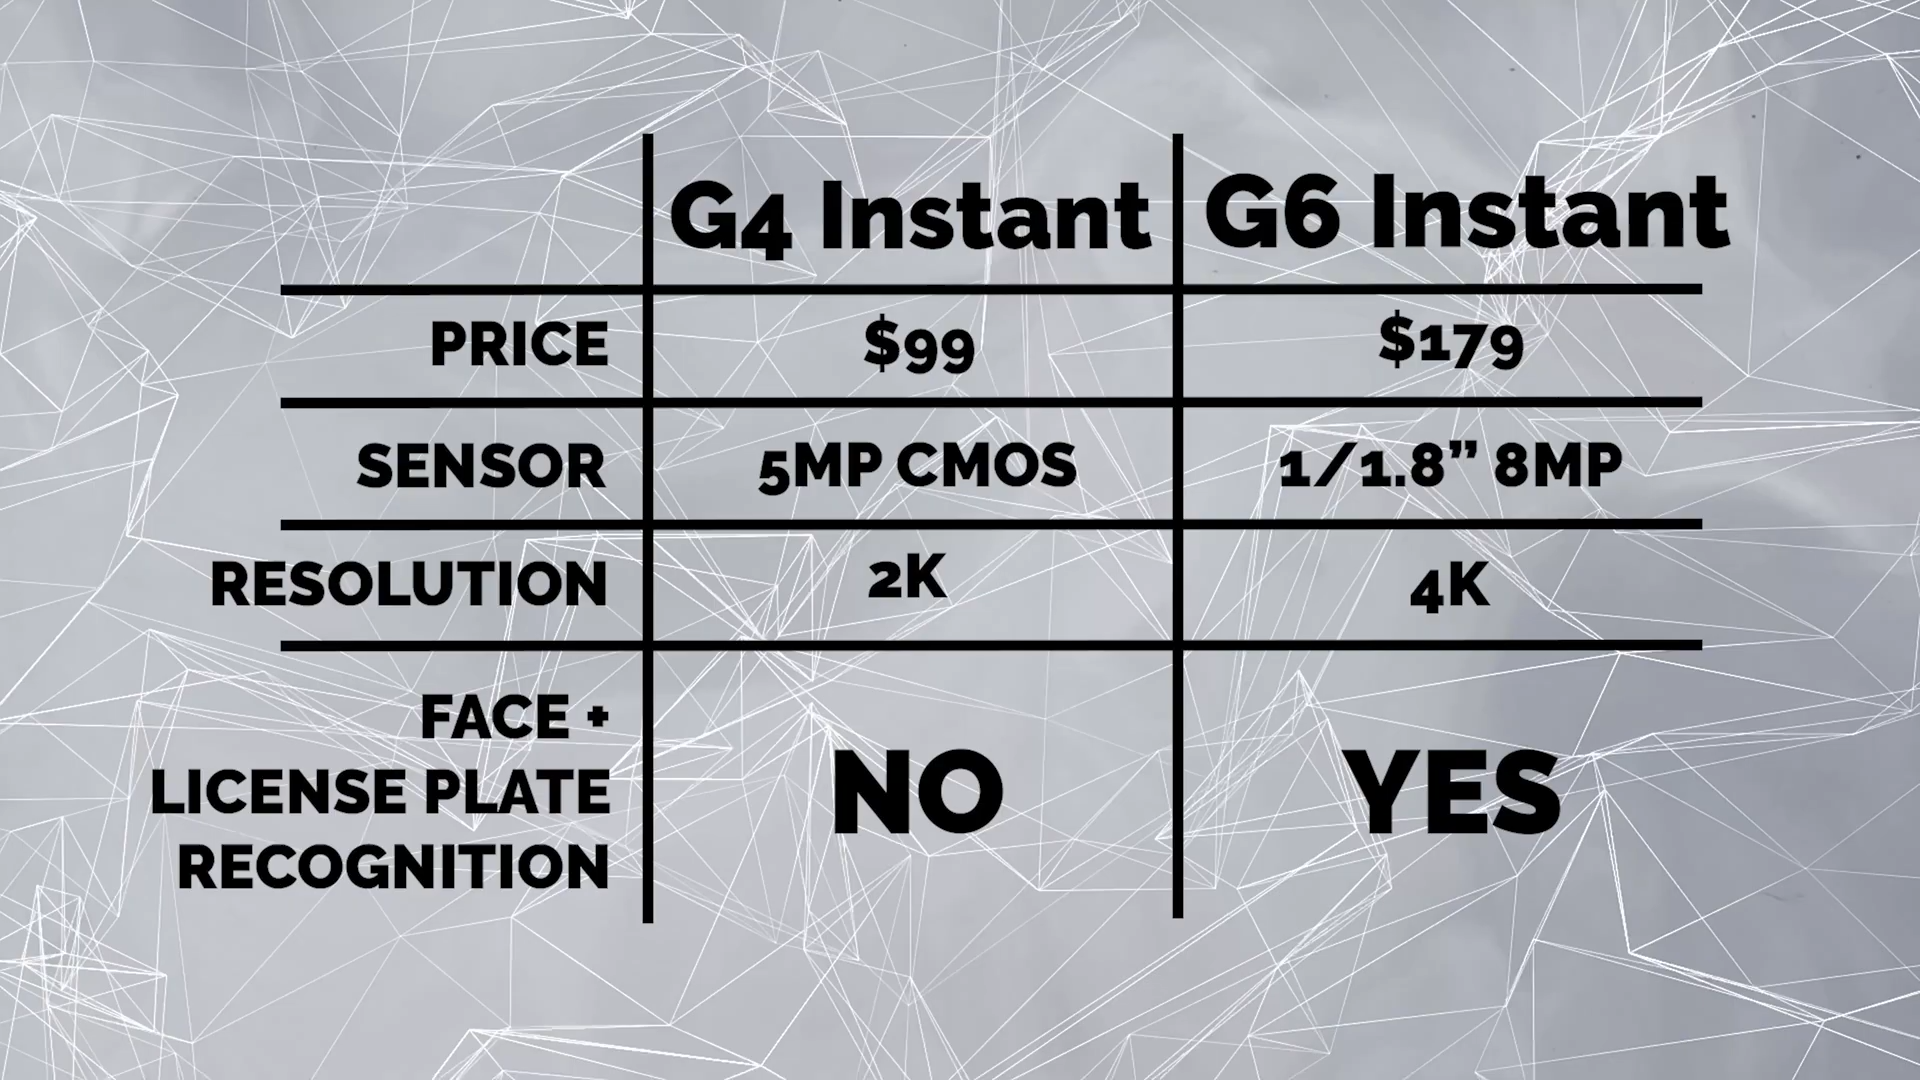 G4 Instant G6 Instant
PRICE $99 $179
SENSOR 5MP CMOS 1/1.8” 8MP
RESOLUTION 2K 4K
FACE +
LICENSE PLATE NO YES
RECOGNITION